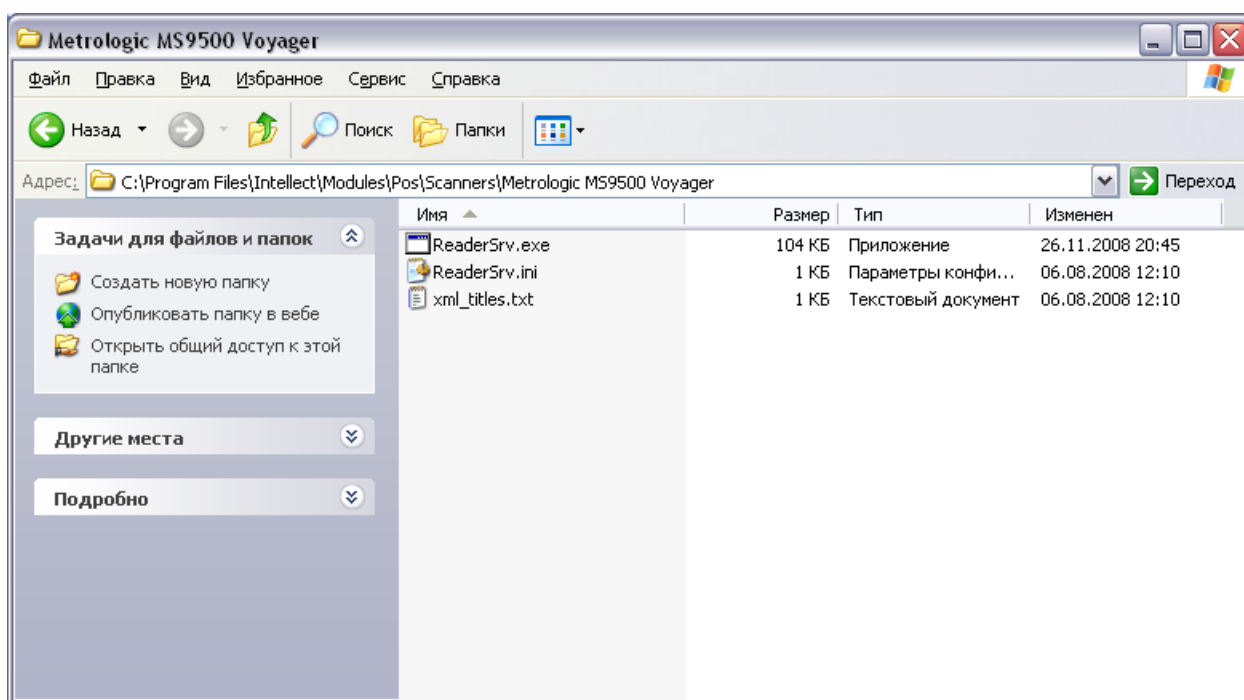 Metrologic MS9500 Voyager
Файл Правка Вид Избранное Сервис Справка
Назад Поиск Папки
Адрес: C:\Program Files\Intellect\Modules\Pos\Scanners\Metrologic MS9500 Voyager Переход
Имя Размер Тип Изменен
Задачи для файлов и папок
Создать новую папку
Опубликовать папку в вебе
Открыть общий доступ к этой
папке
Другие места
Подробно
ReaderSrv.exe 104 КБ Приложение 26.11.2008 20:45
ReaderSrv.ini 1 КБ Параметры конфи... 06.08.2008 12:10
xml_titles.txt 1 КБ Текстовый документ 06.08.2008 12:10